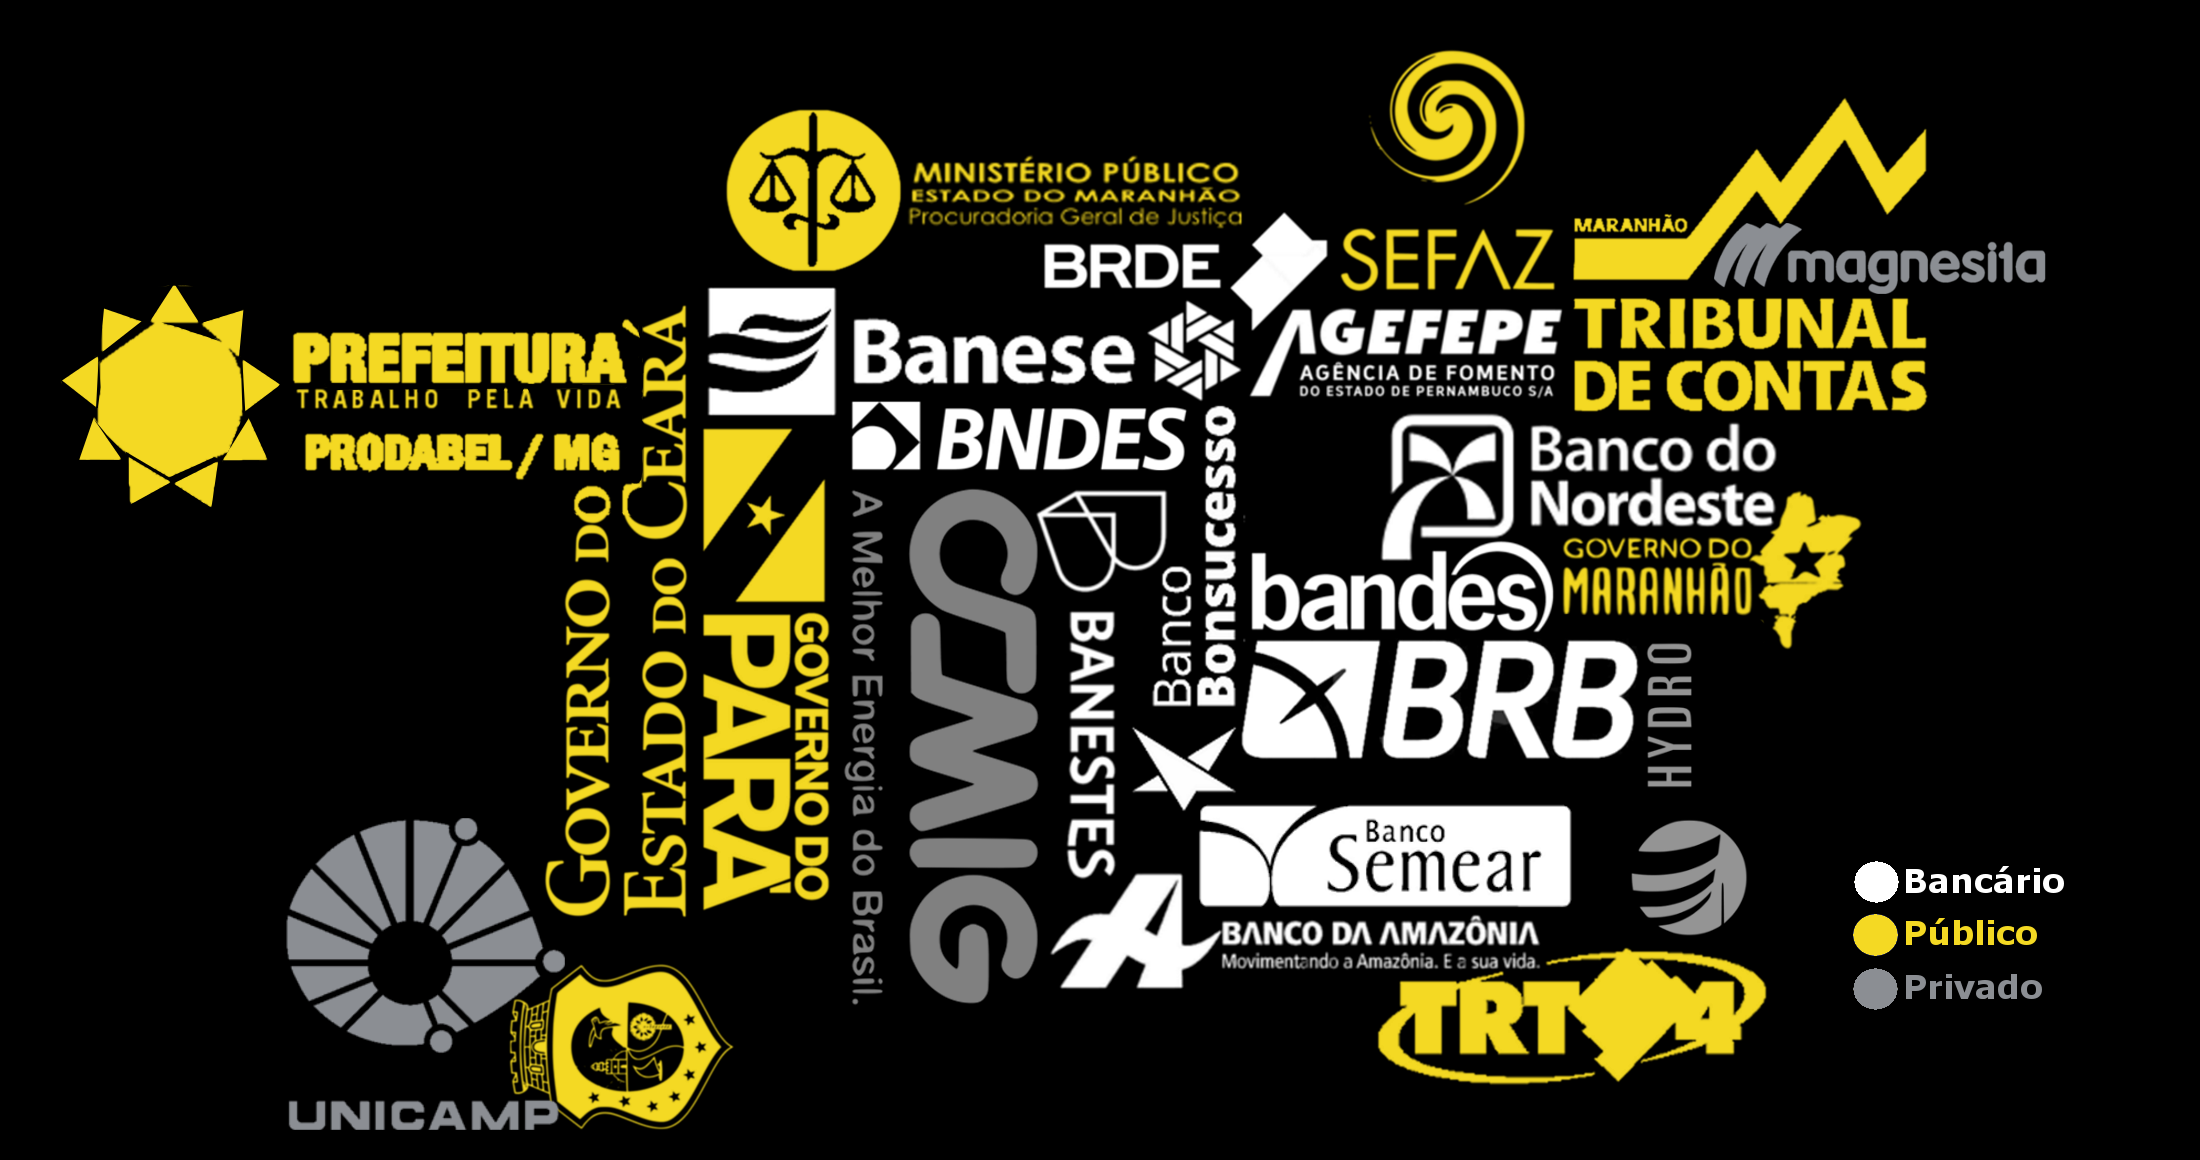 MINISTÉRIO PÚBLICO
ESTADO DO MARANHÃO
Procuradoria Geral de Justiça
BRDE
SEFAZ
MARANHÃO
TRIBUNAL
DE CONTAS
magnesita
PREFEITURA
TRABALHO PELA VIDA
PRODABEL / MG
GOVERNO DO
ESTADO DO CEARÁ
Banese
AGEFEPE
AGÊNCIA DE FOMENTO
DO ESTADO DE PERNAMBUCO S/A
BNDES
GOVERNO DO
PARÁ
CEMIG
A Melhor Energia do Brasil.
BANESTES
Banco
Bonsucesso
Banco do
Nordeste
GOVERNO DO
MARANHÃO
bandes
BRB
HYDRO
Banco
Semear
BANCO DA AMAZÔNIA
Movimentando a Amazônia. E a sua vida.
TRT 4
UNICAMP
Bancário
Público
Privado